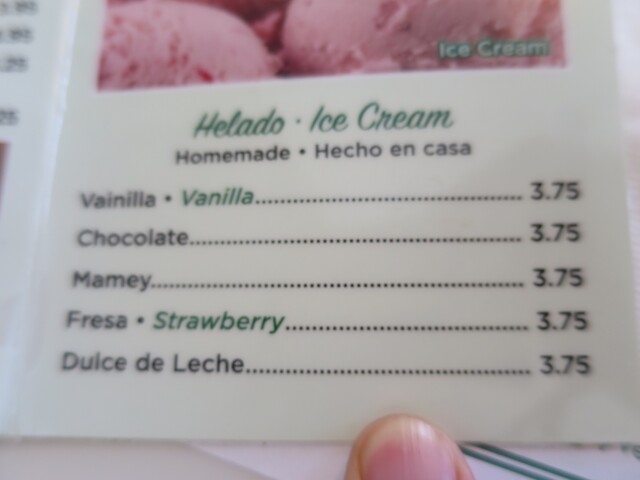 Ice Cream
Helado · Ice Cream
Homemade • Hecho en casa
Vainilla • Vanilla.................................................. 3.75
Chocolate.................................................. 3.75
Mamey.................................................. 3.75
Fresa • Strawberry.................................................. 3.75
Dulce de Leche.................................................. 3.75